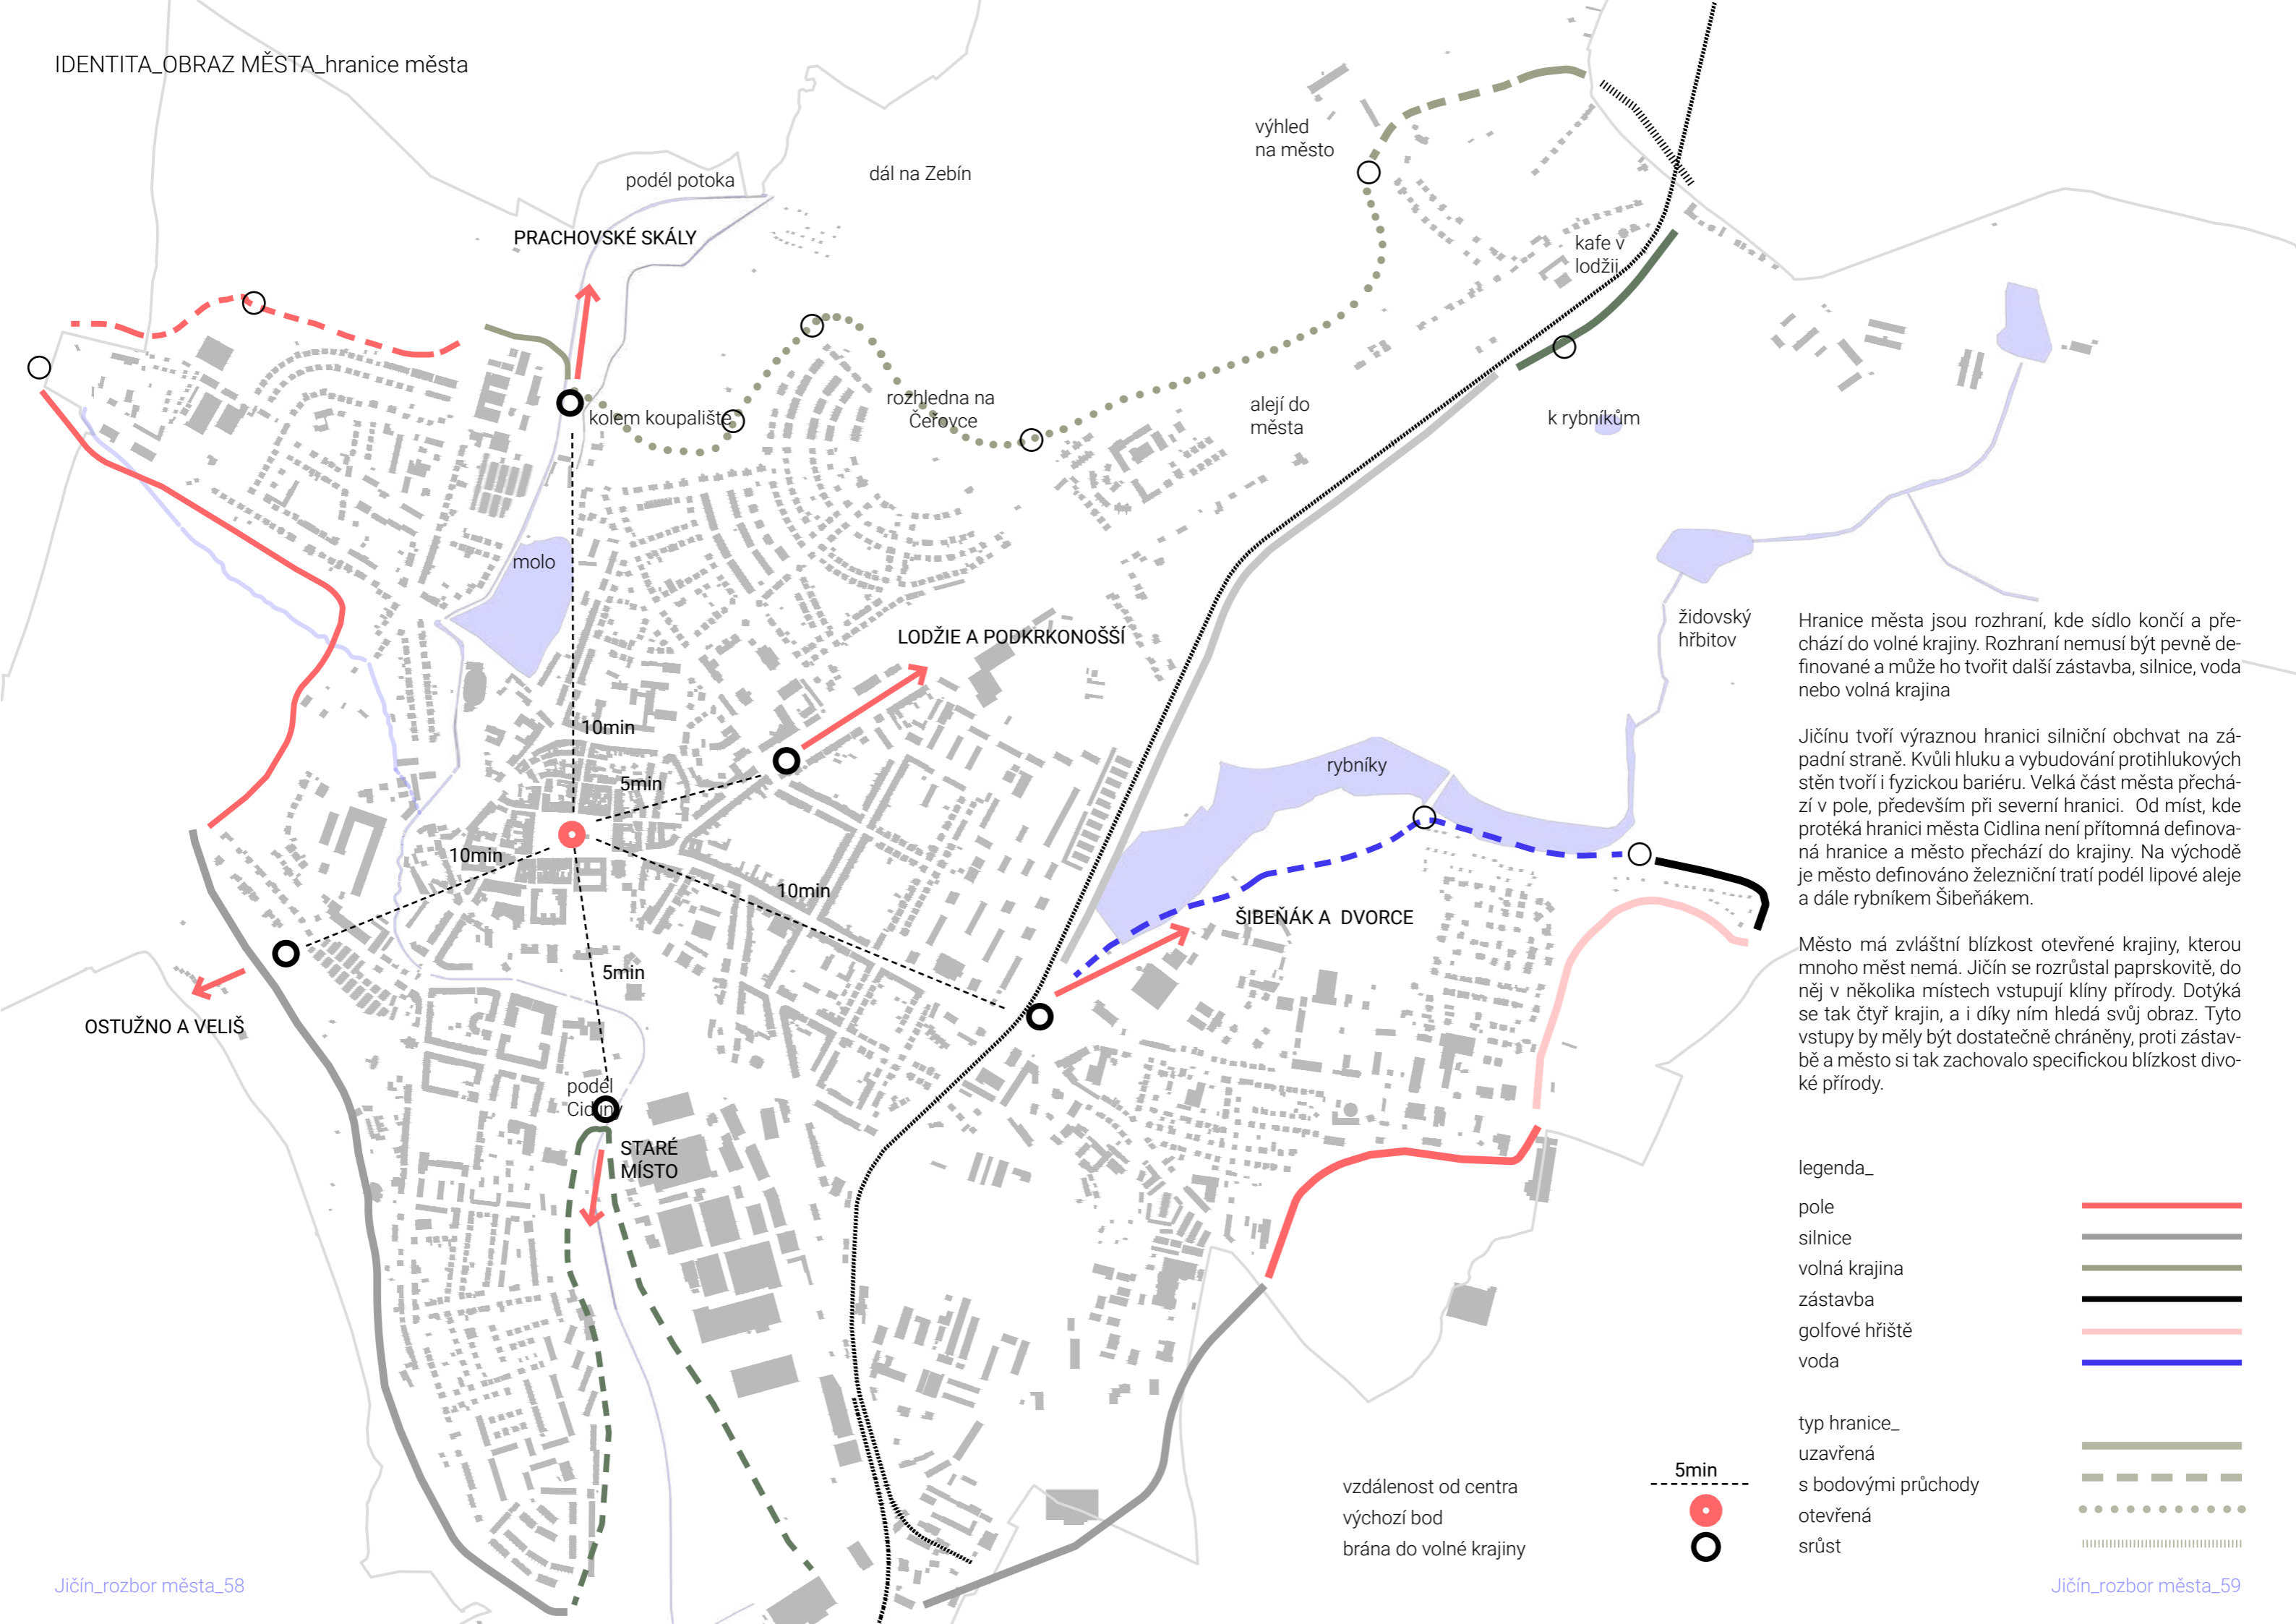 IDENTITA_OBRAZ MĚSTA_hranice města
výhled
na město
podél potoka
dál na Zebín
PRACHOVSKÉ SKÁLY
kafe v
lodžii
kolem koupaliště
rozhledna na
Čeřovce
alejí do
města
k rybníkům
molo
židovský
hřbitov
LODŽIE A PODKRKONOŠŠÍ
10min
5min
rybníky
10min
10min
ŠIBEŇÁK A DVORCE
5min
OSTUŽNO A VELIŠ
podél
Cidliny
STARÉ
MÍSTO
Hranice města jsou rozhraní, kde sídlo končí a pře-
chází do volné krajiny. Rozhraní nemusí být pevně de-
finované a může ho tvořit další zástavba, silnice, voda
nebo volná krajina
Jičínu tvoří výraznou hranici silniční obchvat na zá-
padní straně. Kvůli hluku a vybudování protihlukových
stěn tvoří i fyzickou bariéru. Velká část města přechá-
zí v pole, především při severní hranici. Od míst, kde
protéká hranici města Cidlina není přítomná definova-
ná hranice a město přechází do krajiny. Na východě
je město definováno železniční tratí podél lipové aleje
a dále rybníkem Šibeňákem.
Město má zvláštní blízkost otevřené krajiny, kterou
mnoho měst nemá. Jičín se rozrůstal paprskovitě, do
něj v několika místech vstupují klíny přírody. Dotýká
se tak čtyř krajin, a i díky ním hledá svůj obraz. Tyto
vstupy by měly být dostatečně chráněny, proti zástav-
bě a město si tak zachovalo specifickou blízkost divo-
ké přírody.
legenda_
pole
silnice
volná krajina
zástavba
golfové hřiště
voda
typ hranice_
uzavřená
s bodovými průchody
otevřená
srůst
5min
vzdálenost od centra
výchozí bod
brána do volné krajiny
Jičín_rozbor města_58
Jičín_rozbor města_59